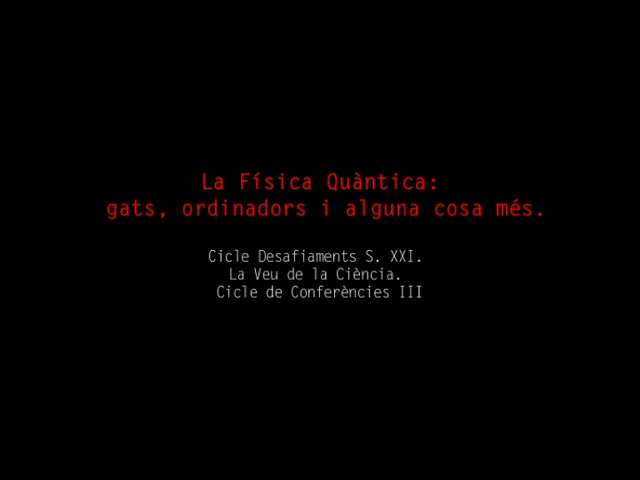 La Física Quàntica:
gats, ordinadors i alguna cosa més.
Cicle Desafiaments S. XXI.
La Veu de la Ciència.
Cicle de Conferències III